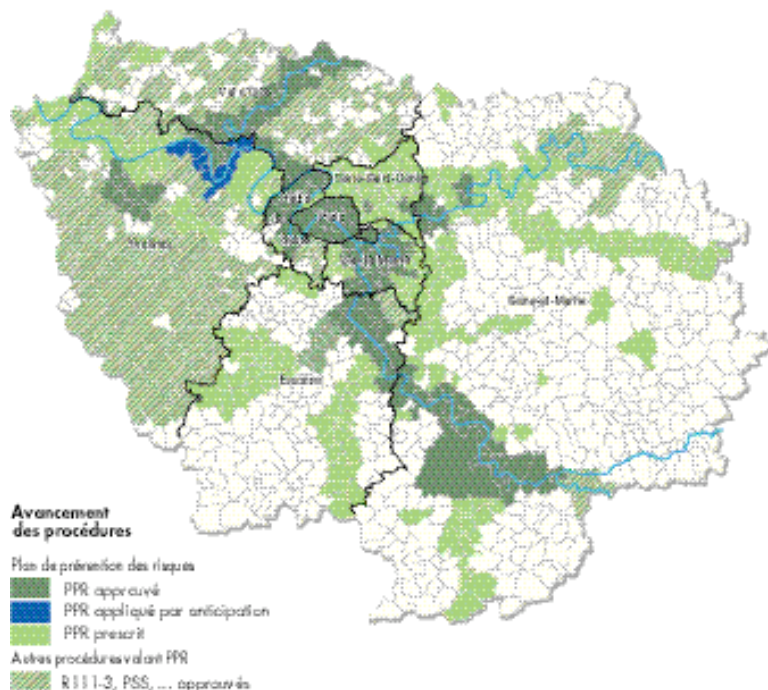 Val d'Oise
Seine-Saint-Denis
Paris
Yvelines
Val-de-Marne
Seine-et-Marne
Essonne
Avancement
des procédures
Plan de prévention des risques
PPR approuvé
PPR appliqué par anticipation
PPR prescrit
Autres procédures valant PPR
R111-3, PSS, ... approuvés